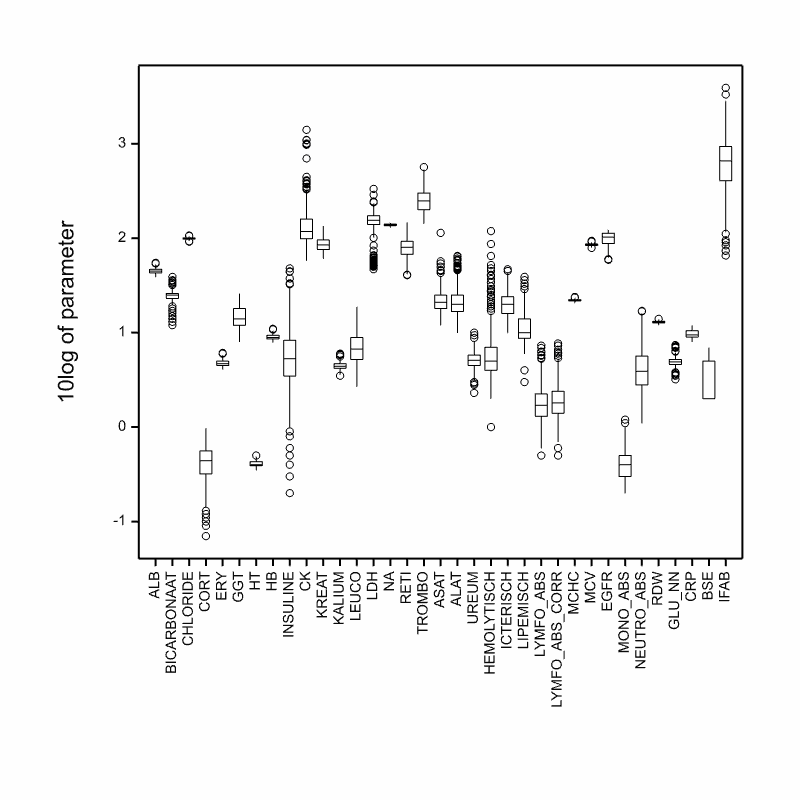 10log of parameter
3
2
1
0
-1
ALB
BICARBONAAT
CHLORIDE
CORT
ERY
GGT
HT
HB
INSULINE
CK
KREAT
KALIUM
LEUCO
LDH
NA
RETI
TROMBO
ASAT
ALAT
UREUM
HEMOLYTISCH
ICTERISCH
LIPEMISCH
LYMFO_ABS
LYMFO_ABS_CORR
MCHC
MCV
EGFR
MONO_ABS
NEUTRO_ABS
RDW
GLU_NN
CRP
BSE
IFAB